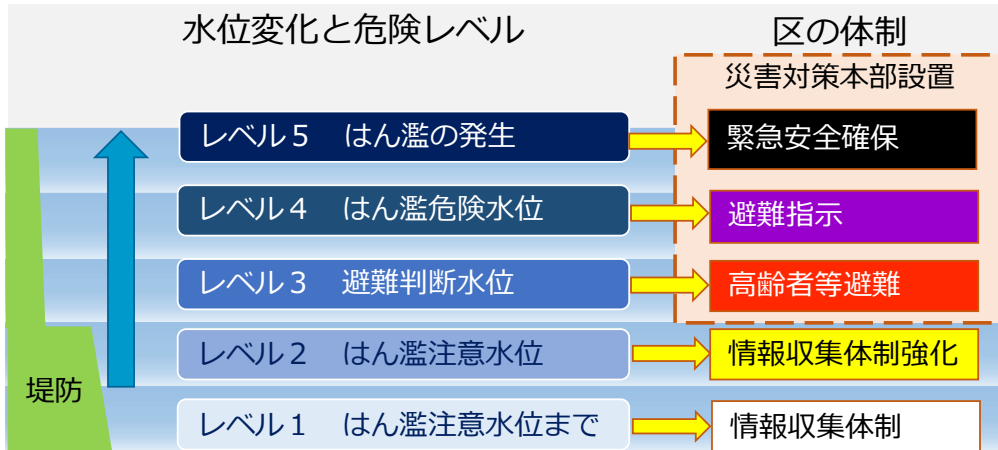 水位変化と危険レベル
区の体制
災害対策本部設置
レベル５　はん濫の発生
緊急安全確保
レベル４　はん濫危険水位
避難指示
レベル３　避難判断水位
高齢者等避難
レベル２　はん濫注意水位
情報収集体制強化
堤防
レベル１　はん濫注意水位まで
情報収集体制